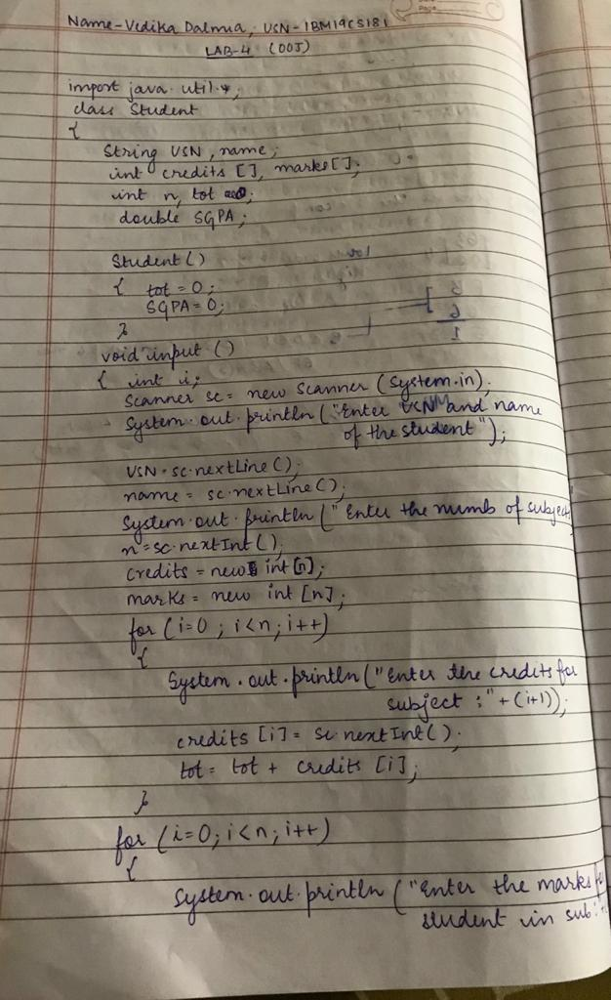 Name-Vedika Dalmia, USN-1BM19CS181
LAB-4 (OOJ)
import java.util.*;
class Student
{
String USN, name;
int credits [], marks[];
int n, tot ;
double SGPA;
Student()
{ tot = 0;
SGPA = 0;
}
void input ()
{ int i;
Scanner sc = new Scanner (System.in);
System.out.println ("Enter USN and name
of the student");
USN = sc.nextLine();
name = sc.nextLine();
System.out.println (" Enter the numb of subject
n = sc.nextInt();
credits = new int [n];
marks = new int [n];
for (i=0 ; i<n; i++)
{
System.out.println ("Enter the credits for
subject : " + (i+1));
credits [i] = sc.nextInt();
tot = tot + credits [i];
}
for (i=0; i<n; i++)
{
System.out.println ("Enter the marks
student in sub